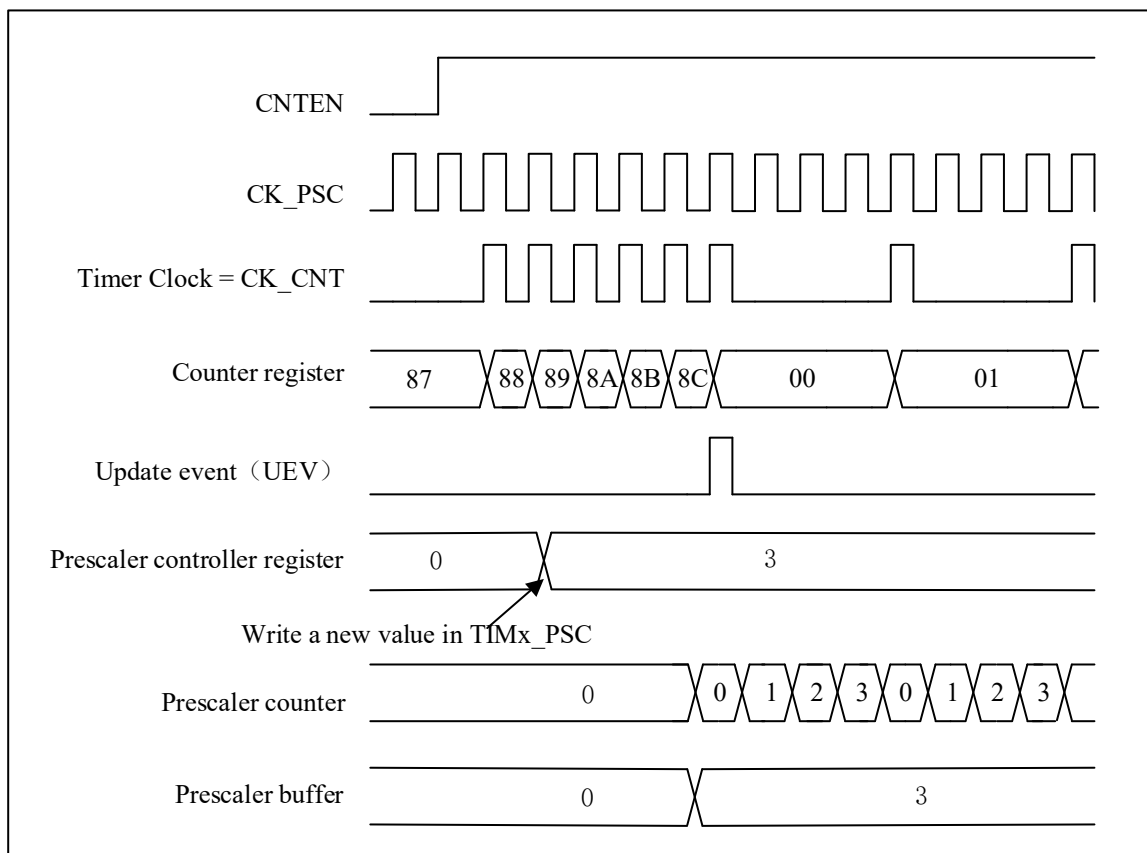 CNTEN
CK_PSC
Timer Clock = CK_CNT
Counter register
87 88 89 8A 8B 8C 00 01
Update event（UEV）
Prescaler controller register
0 3
Write a new value in TIMx_PSC
Prescaler counter
0 0 1 2 3 0 1 2 3
Prescaler buffer
0 3